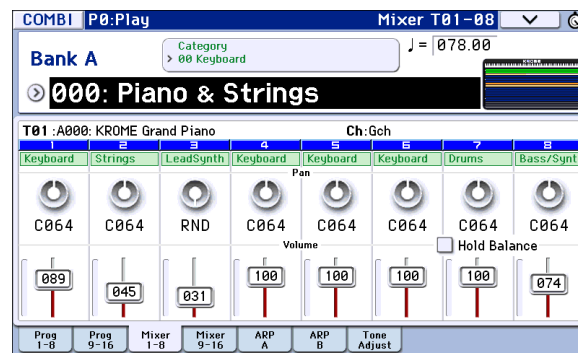 COMBI P0:Play Mixer T01-08
Bank A
Category
00 Keyboard
♩= 078.00
KROME
000: Piano & Strings
T01 :A000: KROME Grand Piano Ch:Gch
1 2 3 4 5 6 7 8
Keyboard Strings LeadSynth Keyboard Keyboard Keyboard Drums Bass/Synt
Pan
C064 C064 RND C064 C064 C064 C064 C064
Volume
Hold Balance
089 045 031 100 100 100 100 074
Prog 1-8 Prog 9-16 Mixer 1-8 Mixer 9-16 ARP A ARP B Tone Adjust